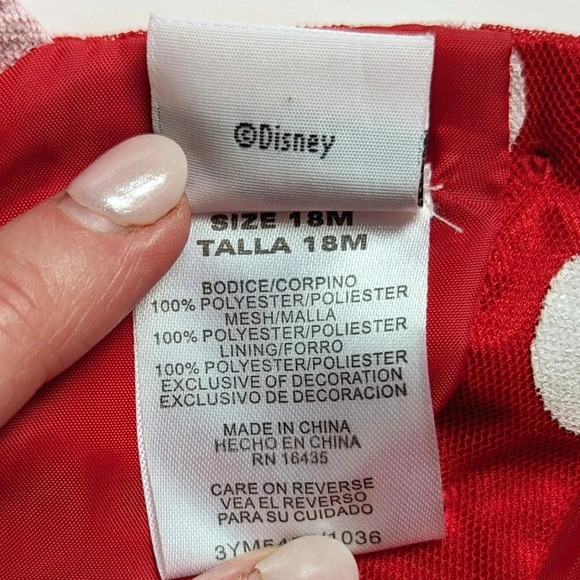 ©Disney
SIZE 18M
TALLA 18M
BODICE/CORPINO
100% POLYESTER/POLIESTER
MESH/MALLA
100% POLYESTER/POLIESTER
LINING/FORRO
100% POLYESTER/POLIESTER
EXCLUSIVE OF DECORATION
EXCLUSIVO DE DECORACION
MADE IN CHINA
HECHO EN CHINA
RN 16435
CARE ON REVERSE
VEA EL REVERSO
PARA SU CUIDADO